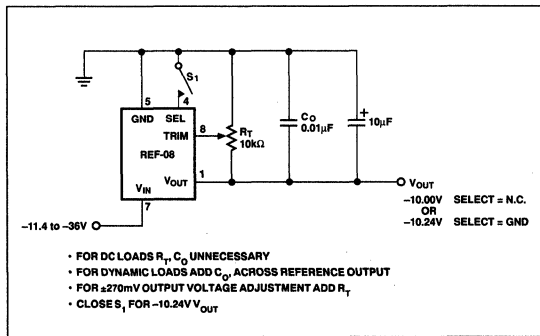 S1
5
4
GND
SEL
TRIM
8
REF-08
RT
10kΩ
CO
0.01μF
+
10μF
VOUT
1
VIN
7
VOUT
–10.00V SELECT = N.C.
OR
–10.24V SELECT = GND
–11.4 to –36V
• FOR DC LOADS RT, CO UNNECESSARY
• FOR DYNAMIC LOADS ADD CO, ACROSS REFERENCE OUTPUT
• FOR ±270mV OUTPUT VOLTAGE ADJUSTMENT ADD RT
• CLOSE S1 FOR –10.24V VOUT